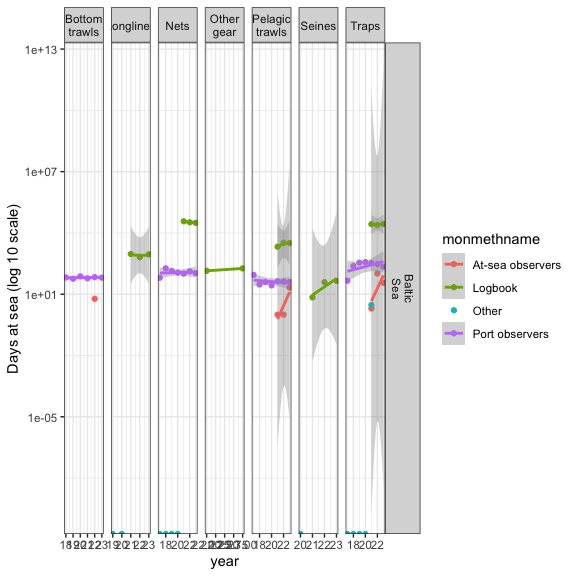 Bottom trawls
ongline
Nets
Other gear
Pelagic trawls
Seines
Traps
1e+13
1e+07
1e+01
1e-05
Days at sea (log 10 scale)
Baltic Sea
monmethname
At-sea observers
Logbook
Other
Port observers
year